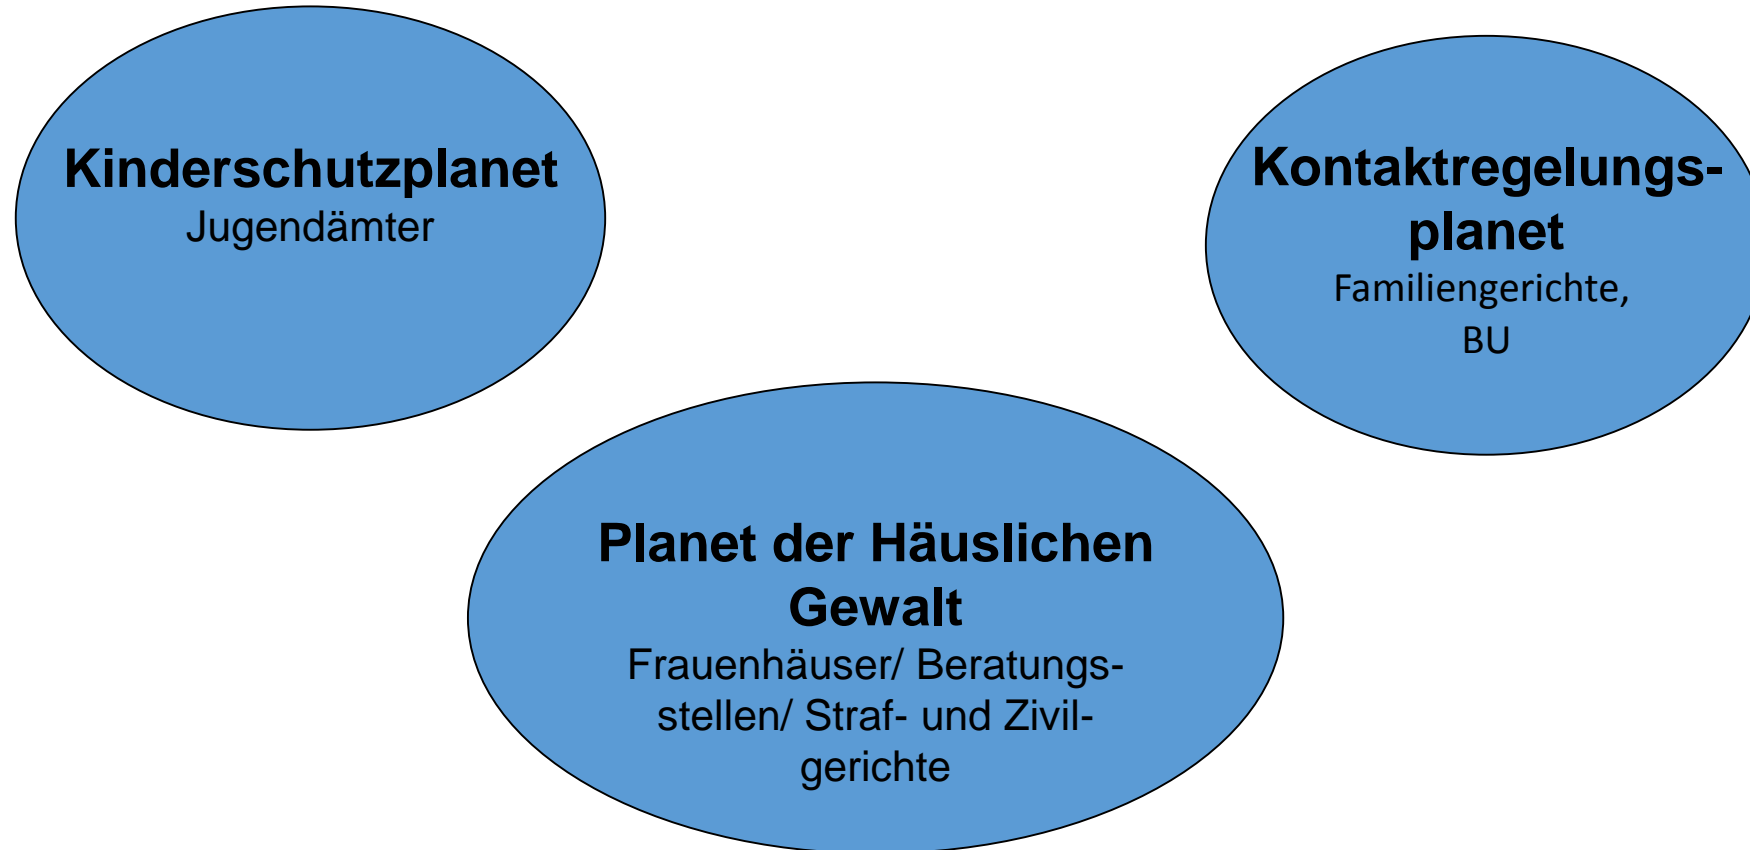 Kinderschutzplanet
Jugendämter
Kontaktregelungs-
planet
Familiengerichte,
BU
Planet der Häuslichen
Gewalt
Frauenhäuser/ Beratungs-
stellen/ Straf- und Zivil-
gerichte